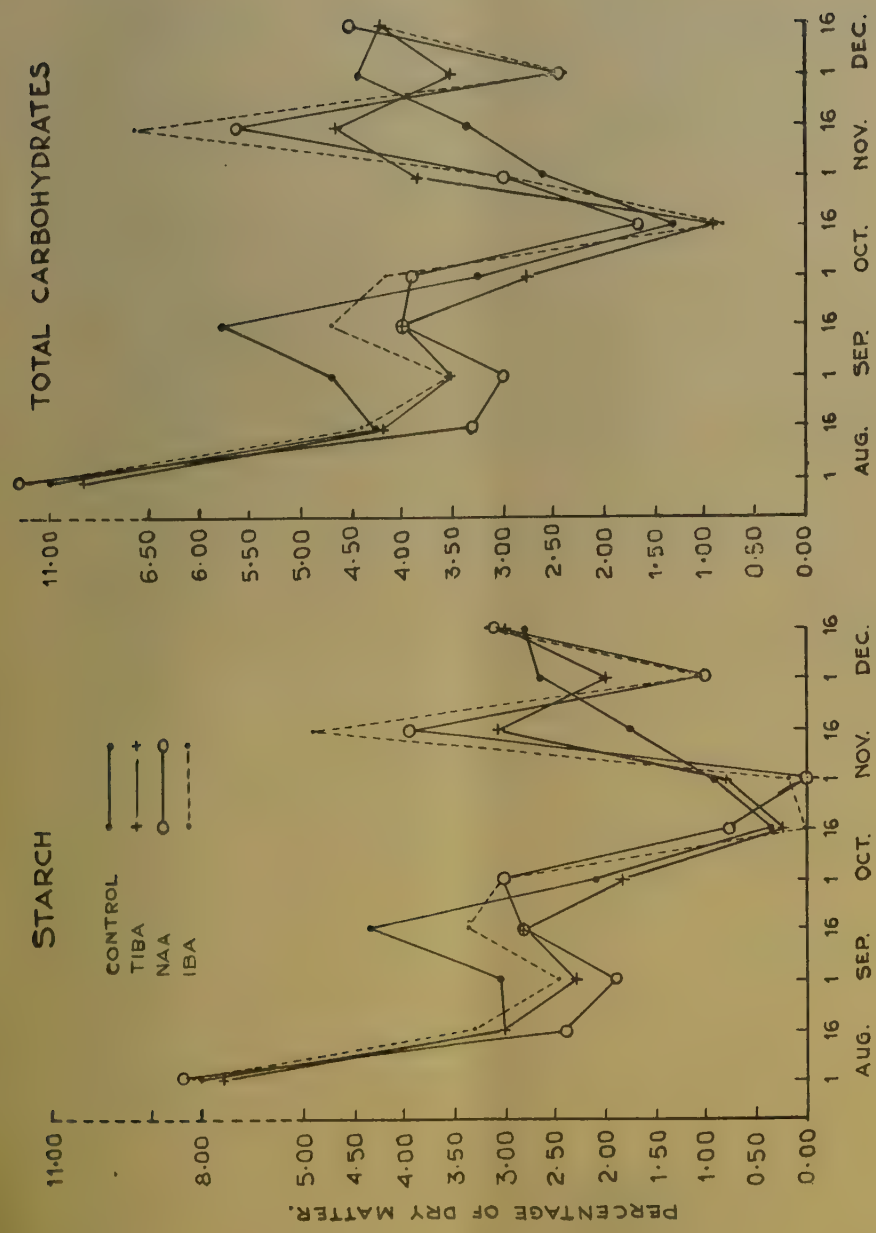 STARCH
CONTROL
TIBA
NAA
IBA
PERCENTAGE OF DRY MATTER.
11·00
8·00
5·00
4·50
4·00
3·50
3·00
2·50
2·00
1·50
1·00
0·50
0·00
1 16 1 16 1 16 1 16 1 16
AUG. SEP. OCT. NOV. DEC.
TOTAL CARBOHYDRATES
11·00
6·50
6·00
5·50
5·00
4·50
4·00
3·50
3·00
2·50
2·00
1·50
1·00
0·50
0·00
1 16 1 16 1 16 1 16 1 16
AUG. SEP. OCT. NOV. DEC.